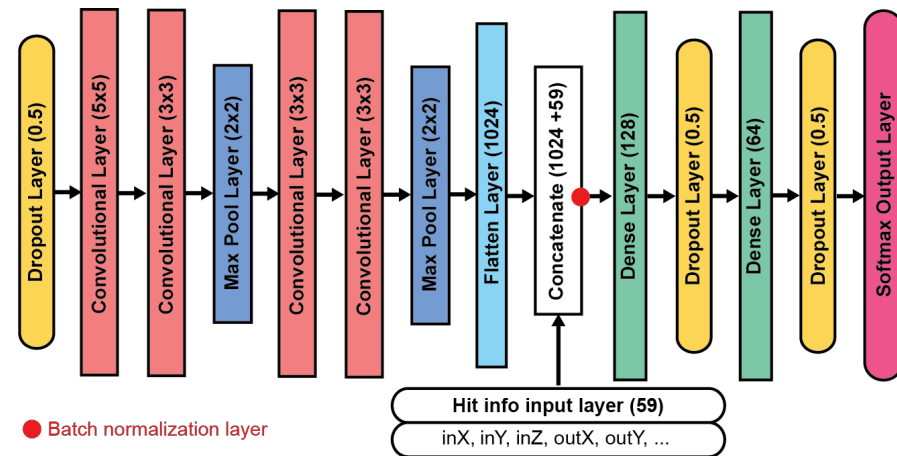 Dropout Layer (0.5)
Convolutional Layer (5x5)
Convolutional Layer (3x3)
Max Pool Layer (2x2)
Convolutional Layer (3x3)
Convolutional Layer (3x3)
Max Pool Layer (2x2)
Flatten Layer (1024)
Concatenate (1024 +59)
Dense Layer (128)
Dropout Layer (0.5)
Dense Layer (64)
Dropout Layer (0.5)
Softmax Output Layer
Hit info input layer (59)
inX, inY, inZ, outX, outY, ...
Batch normalization layer